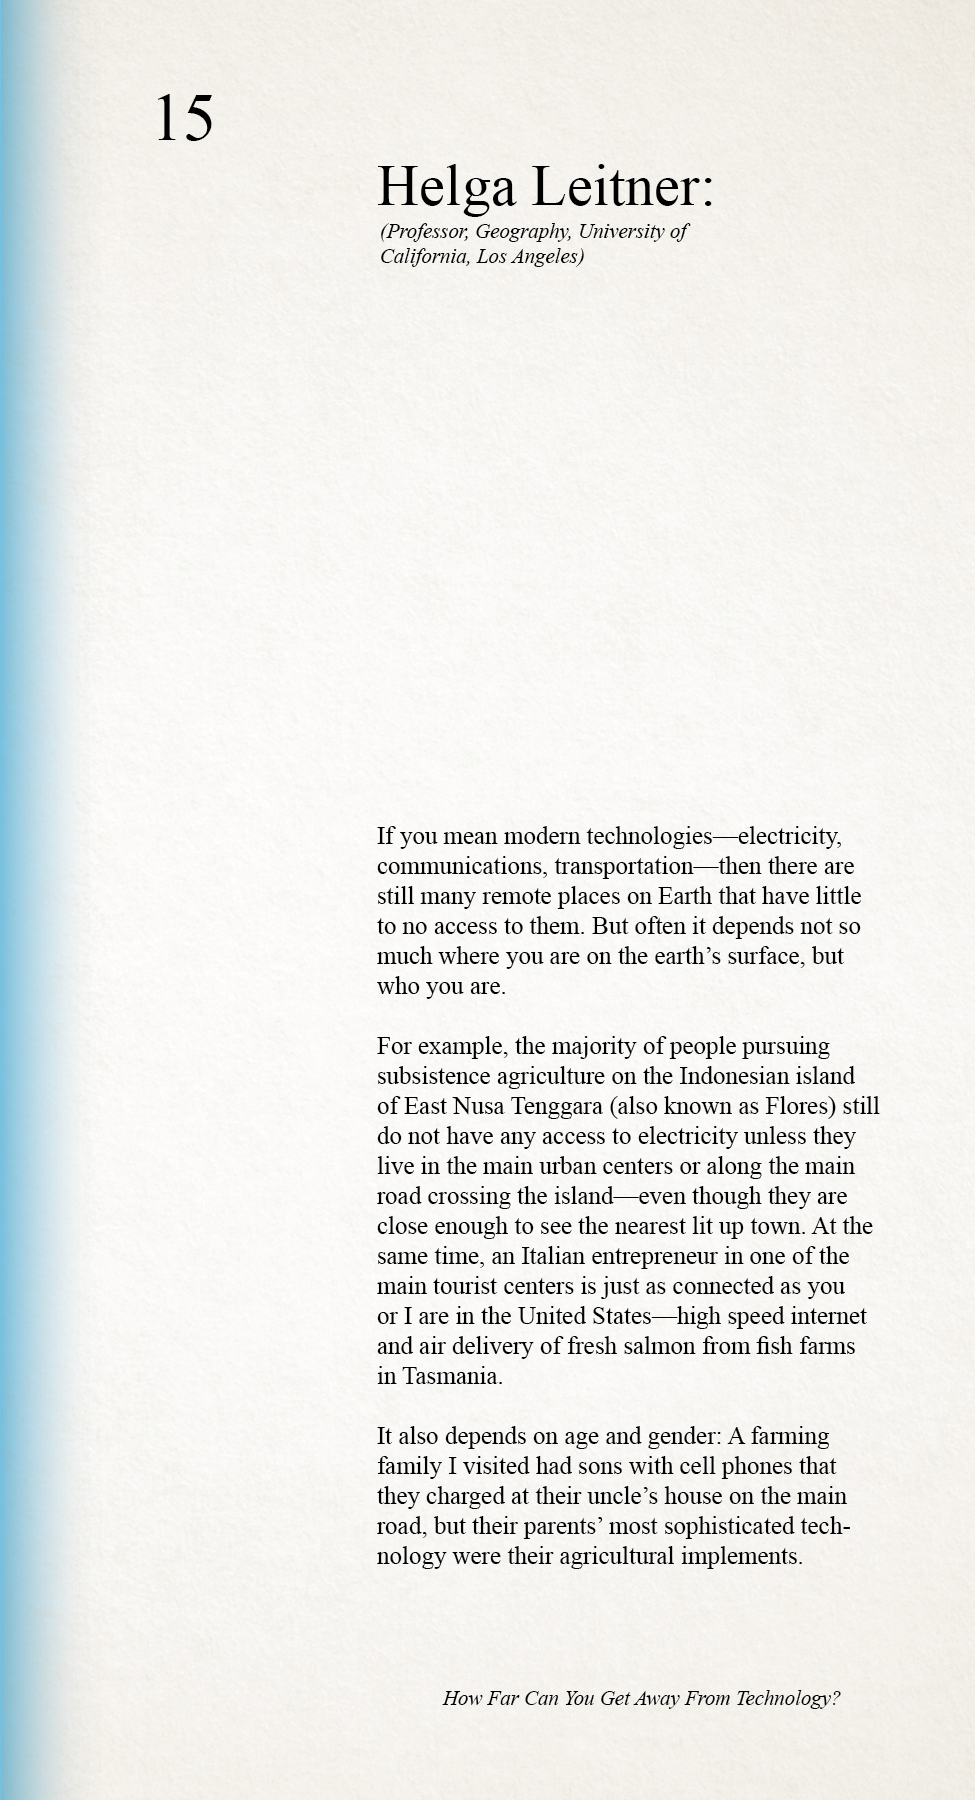 15
Helga Leitner:
(Professor, Geography, University of
California, Los Angeles)
If you mean modern technologies—electricity,
communications, transportation—then there are
still many remote places on Earth that have little
to no access to them. But often it depends not so
much where you are on the earth’s surface, but
who you are.
For example, the majority of people pursuing
subsistence agriculture on the Indonesian island
of East Nusa Tenggara (also known as Flores) still
do not have any access to electricity unless they
live in the main urban centers or along the main
road crossing the island—even though they are
close enough to see the nearest lit up town. At the
same time, an Italian entrepreneur in one of the
main tourist centers is just as connected as you
or I are in the United States—high speed internet
and air delivery of fresh salmon from fish farms
in Tasmania.
It also depends on age and gender: A farming
family I visited had sons with cell phones that
they charged at their uncle’s house on the main
road, but their parents’ most sophisticated tech-
nology were their agricultural implements.
How Far Can You Get Away From Technology?